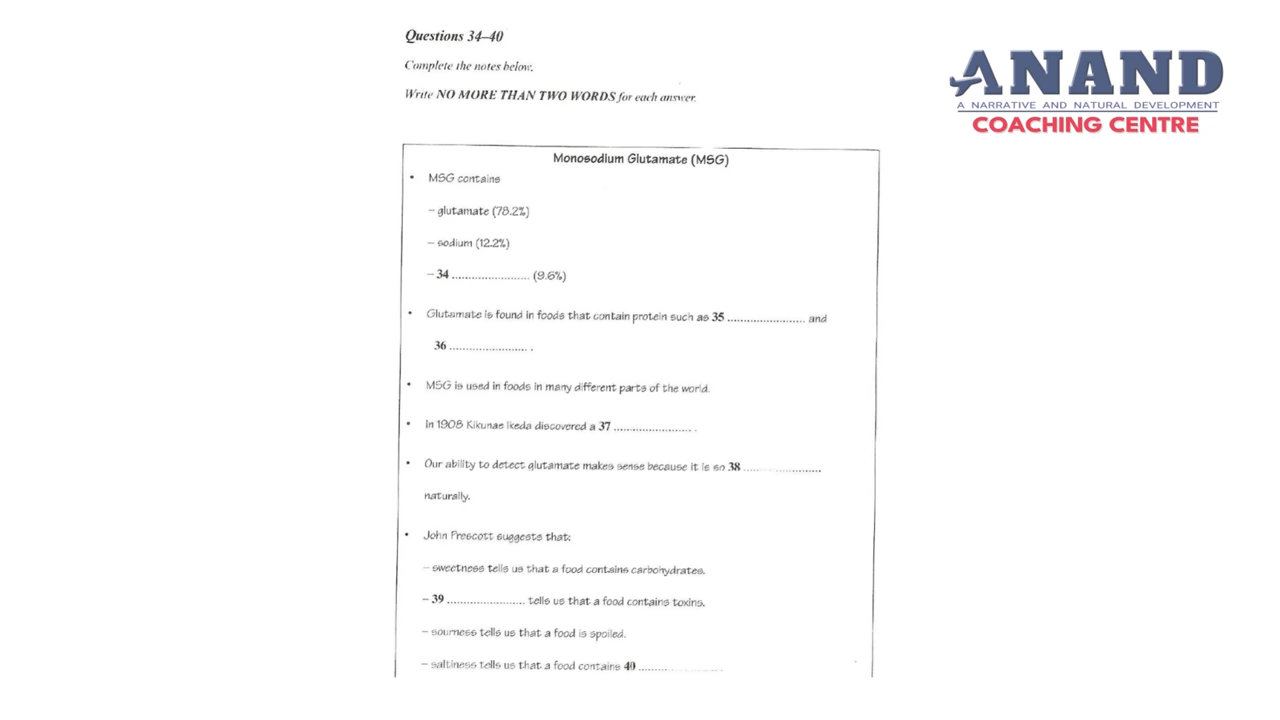 Questions 34–40
Complete the notes below.
Write NO MORE THAN TWO WORDS for each answer.
ANAND
A NARRATIVE AND NATURAL DEVELOPMENT
COACHING CENTRE
Monosodium Glutamate (MSG)
• MSG contains
– glutamate (78.2%)
– sodium (12.2%)
– 34 ........................ (9.6%)
• Glutamate is found in foods that contain protein such as 35 ........................ and
36 ........................ .
• MSG is used in foods in many different parts of the world.
• In 1908 Kikunae Ikeda discovered a 37 ........................ .
• Our ability to detect glutamate makes sense because it is so 38 ........................
naturally.
• John Prescott suggests that:
– sweetness tells us that a food contains carbohydrates.
– 39 ........................ tells us that a food contains toxins.
– sourness tells us that a food is spoiled.
– saltiness tells us that a food contains 40 ........................